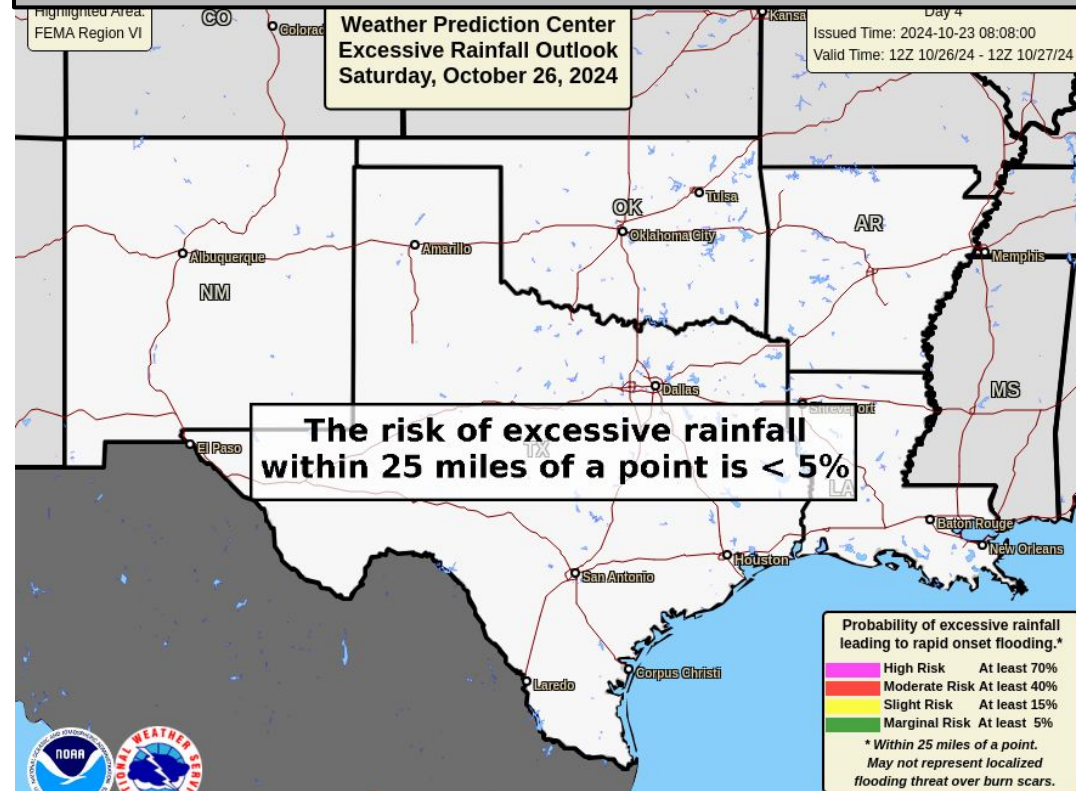 Highlighted Area:
FEMA Region VI
Weather Prediction Center
Excessive Rainfall Outlook
Saturday, October 26, 2024
Day 4
Issued Time: 2024-10-23 08:08:00
Valid Time: 12Z 10/26/24 - 12Z 10/27/24
CO
Colorad
Kansa
Tulsa
OK
Oklahoma City
AR
Amarillo
Albuquerque
Memphis
NM
Dallas
MS
Shreveport
The risk of excessive rainfall
within 25 miles of a point is < 5%
El Paso
TX
LA
Baton Rouge
New Orleans
Houston
San Antonio
Corpus Christi
Laredo
Probability of excessive rainfall
leading to rapid onset flooding.*
High Risk At least 70%
Moderate Risk At least 40%
Slight Risk At least 15%
Marginal Risk At least 5%
* Within 25 miles of a point.
May not represent localized
flooding threat over burn scars.
NOAA
WEATHER